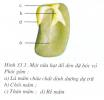 Hình 33.1. Một nửa hạt đỗ đen đã bóc vỏ
Phôi gồm :
a) Lá mầm chứa chất dinh dưỡng dự trữ
b) Chồi mầm ;
c) Thân mầm ; d) Rễ mầm